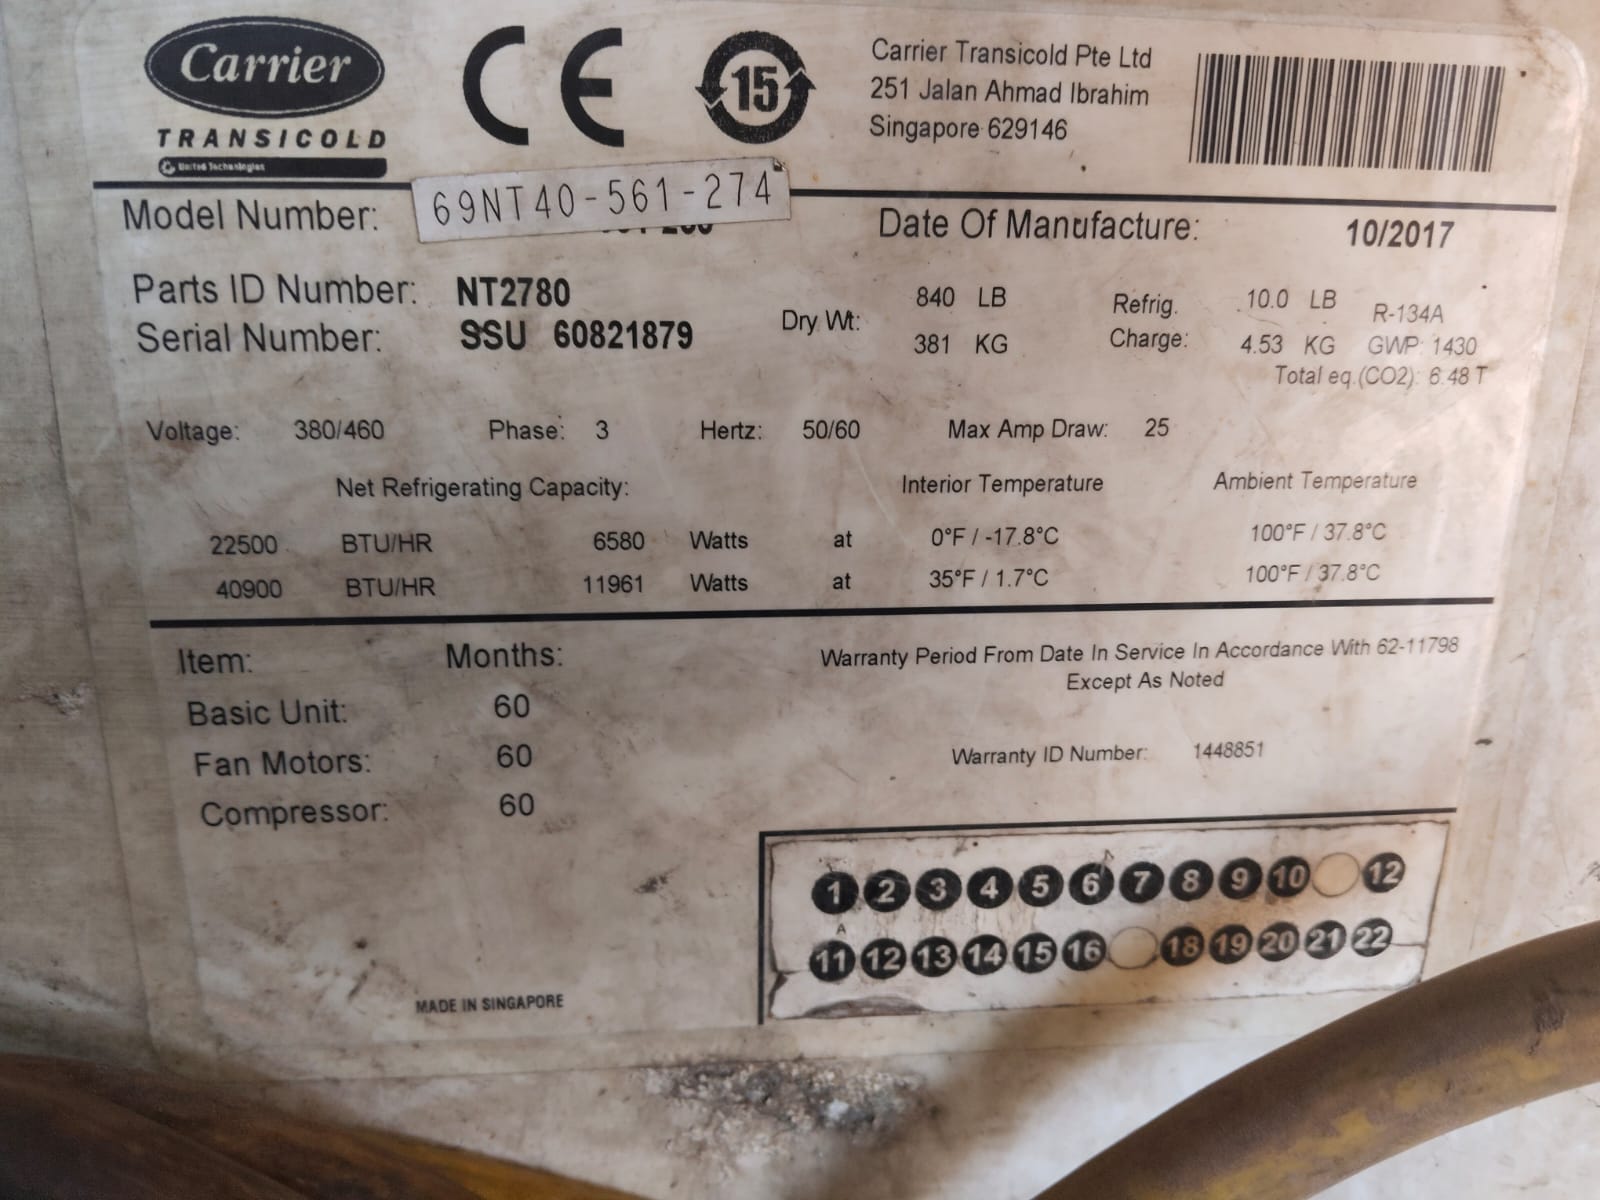 Carrier
TRANSICOLD
United Technologies
CE
15
Carrier Transicold Pte Ltd
251 Jalan Ahmad Ibrahim
Singapore 629146
Model Number: 69NT40-561-274
Date Of Manufacture: 10/2017
Parts ID Number: NT2780
Serial Number: SSU 60821879
Dry Wt: 840 LB
381 KG
Refrig. Charge: 10.0 LB R-134A
4.53 KG GWP: 1430
Total eq.(CO2): 6.48 T
Voltage: 380/460 Phase: 3 Hertz: 50/60 Max Amp Draw: 25
Net Refrigerating Capacity: Interior Temperature Ambient Temperature
22500 BTU/HR 6580 Watts at 0°F / -17.8°C 100°F / 37.8°C
40900 BTU/HR 11961 Watts at 35°F / 1.7°C 100°F / 37.8°C
Item: Months:
Basic Unit: 60
Fan Motors: 60
Compressor: 60
Warranty Period From Date In Service In Accordance With 62-11798
Except As Noted
Warranty ID Number: 1448851
1 2 3 4 5 6 7 8 9 10 12
A
11 12 13 14 15 16 18 19 20 21 22
MADE IN SINGAPORE